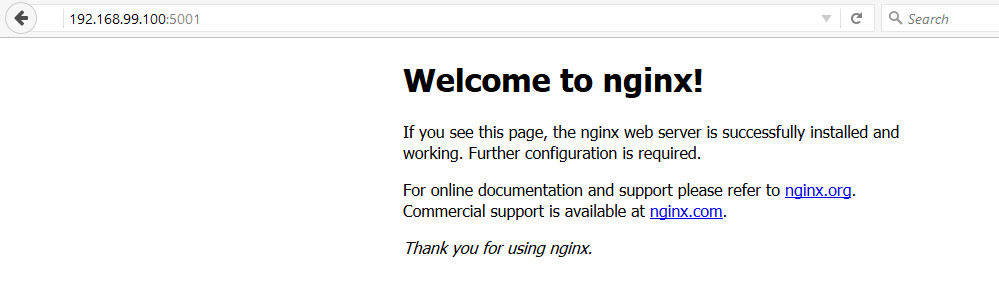 192.168.99.100:5001
Search
Welcome to nginx!
If you see this page, the nginx web server is successfully installed and
working. Further configuration is required.
For online documentation and support please refer to nginx.org.
Commercial support is available at nginx.com.
Thank you for using nginx.